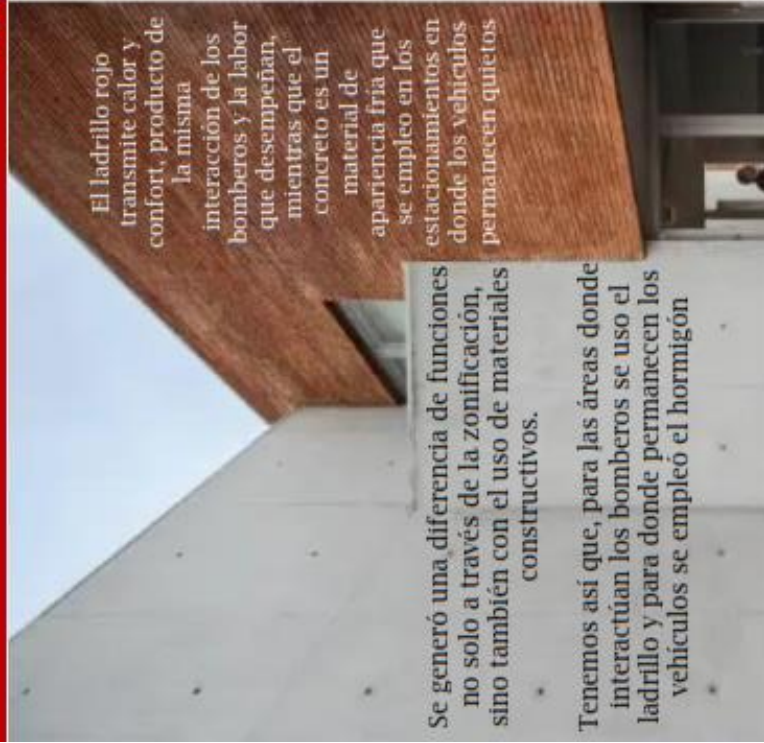 El ladrillo rojo
transmite calor y
confort, producto de
la misma
interacción de los
bomberos y la labor
que desempeñan,
mientras que el
concreto es un
material de
apariencia fría que
se empleo en los
estacionamientos en
donde los vehículos
permanecen quietos
Se generó una diferencia de funciones
no solo a través de la zonificación,
sino también con el uso de materiales
constructivos.
Tenemos así que, para las áreas donde
interactúan los bomberos se uso el
ladrillo y para donde permanecen los
vehículos se empleó el hormigón